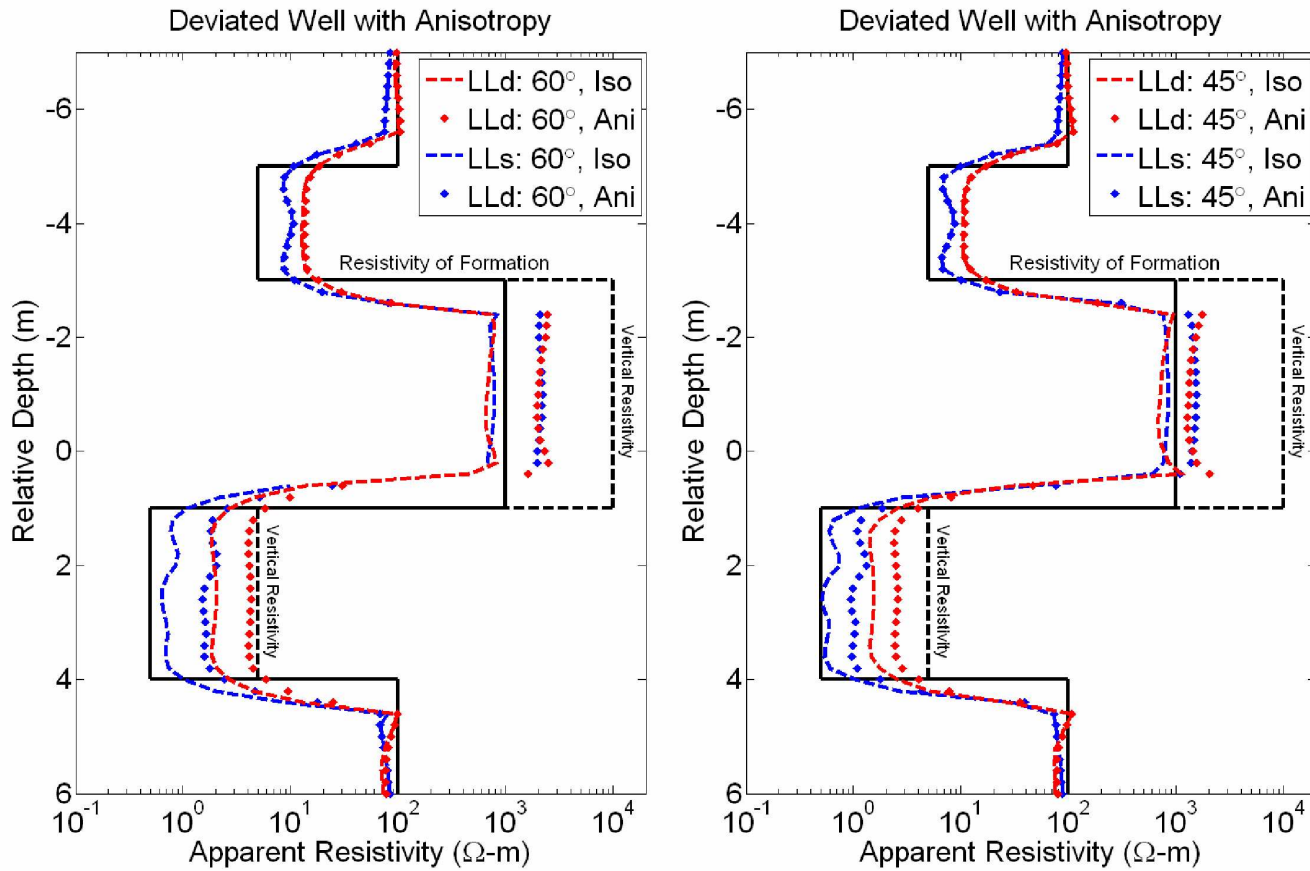 Deviated Well with Anisotropy
LLd: 60°, Iso
LLd: 60°, Ani
LLs: 60°, Iso
LLd: 60°, Ani
Resistivity of Formation
Vertical Resistivity
Vertical Resistivity
Relative Depth (m)
-6
-4
-2
0
2
4
6
10^-1
10^0
10^1
10^2
10^3
10^4
Apparent Resistivity (Ω-m)
Deviated Well with Anisotropy
LLd: 45°, Iso
LLd: 45°, Ani
LLs: 45°, Iso
LLs: 45°, Ani
Resistivity of Formation
Vertical Resistivity
Vertical Resistivity
Relative Depth (m)
-6
-4
-2
0
2
4
6
10^-1
10^0
10^1
10^2
10^3
10^4
Apparent Resistivity (Ω-m)